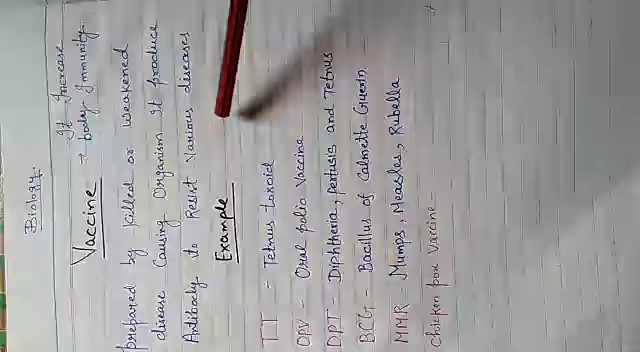 Biology.
It Increase
Vaccine → body Immunity.
prepared by killed or weakened
disease Causing Organism It produce
Antibody to Resist Various diseases
Example
TT - Tetnus toxoid
OPV - Oral polio Vaccine
DPT - Diphtheria, pertusis and Tetnus
BCG - Bacillus of Calmette Guerin
MMR Mumps, Measles, Rubella
Chicken pox Vaccine -